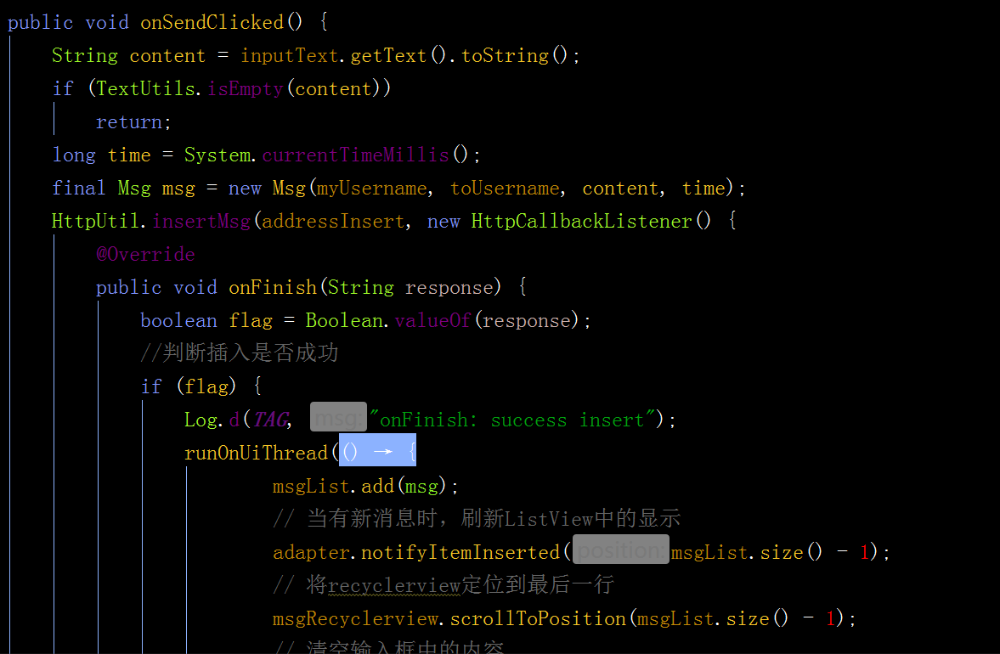 public void onSendClicked() {
String content = inputText.getText().toString();
if (TextUtils.isEmpty(content))
return;
long time = System.currentTimeMillis();
final Msg msg = new Msg(myUsername, toUsername, content, time);
HttpUtil.insertMsg(addressInsert, new HttpCallbackListener() {
@Override
public void onFinish(String response) {
boolean flag = Boolean.valueOf(response);
//判断插入是否成功
if (flag) {
Log.d(TAG, msg: "onFinish: success insert");
runOnUiThread(() → {
msgList.add(msg);
// 当有新消息时，刷新ListView中的显示
adapter.notifyItemInserted( position: msgList.size() - 1);
// 将recyclerview定位到最后一行
msgRecyclerview.scrollToPosition(msgList.size() - 1);
// 清空输入框中的内容